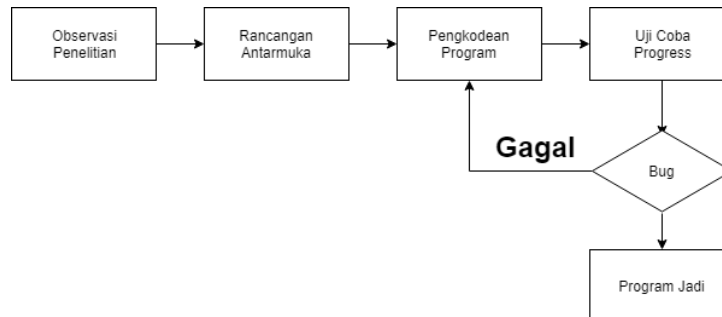 Observasi
Penelitian
Rancangan
Antarmuka
Pengkodean
Program
Uji Coba
Progress
Gagal
Bug
Program Jadi